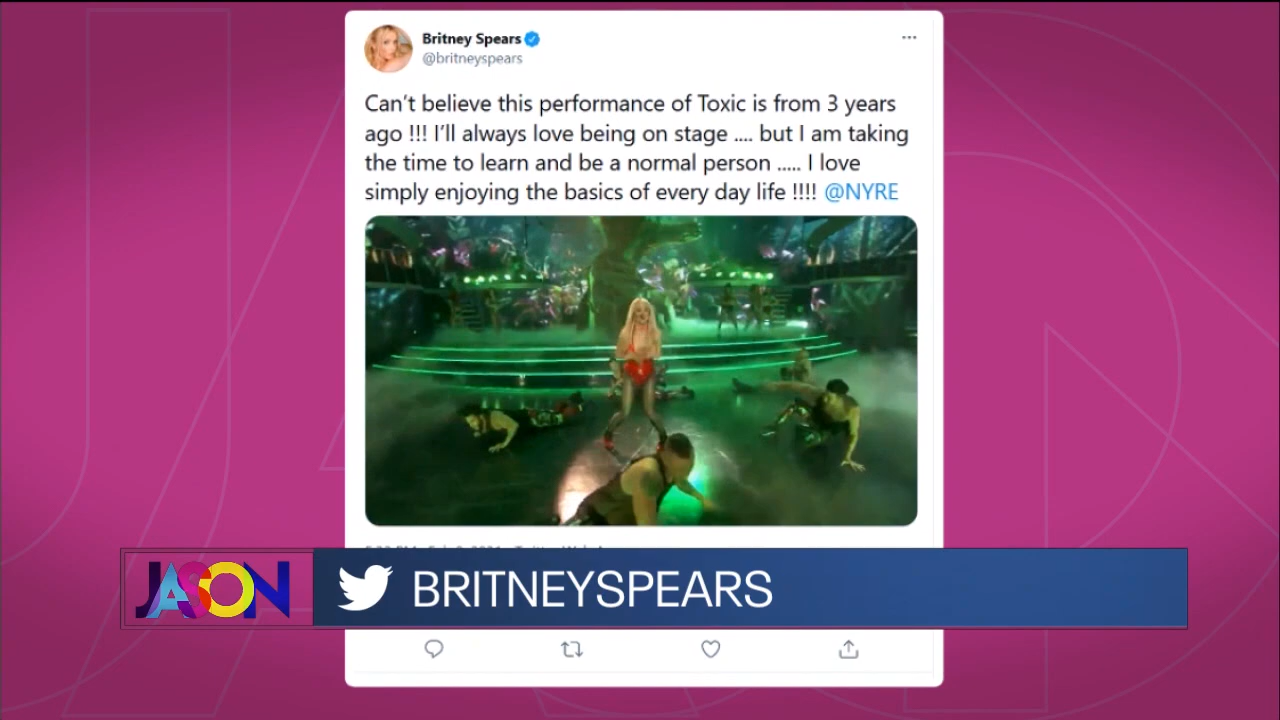 Britney Spears
@britneyspears
Can't believe this performance of Toxic is from 3 years
ago !!! I'll always love being on stage .... but I am taking
the time to learn and be a normal person ..... I love
simply enjoying the basics of every day life !!!! @NYRE
JASON
BRITNEYSPEARS